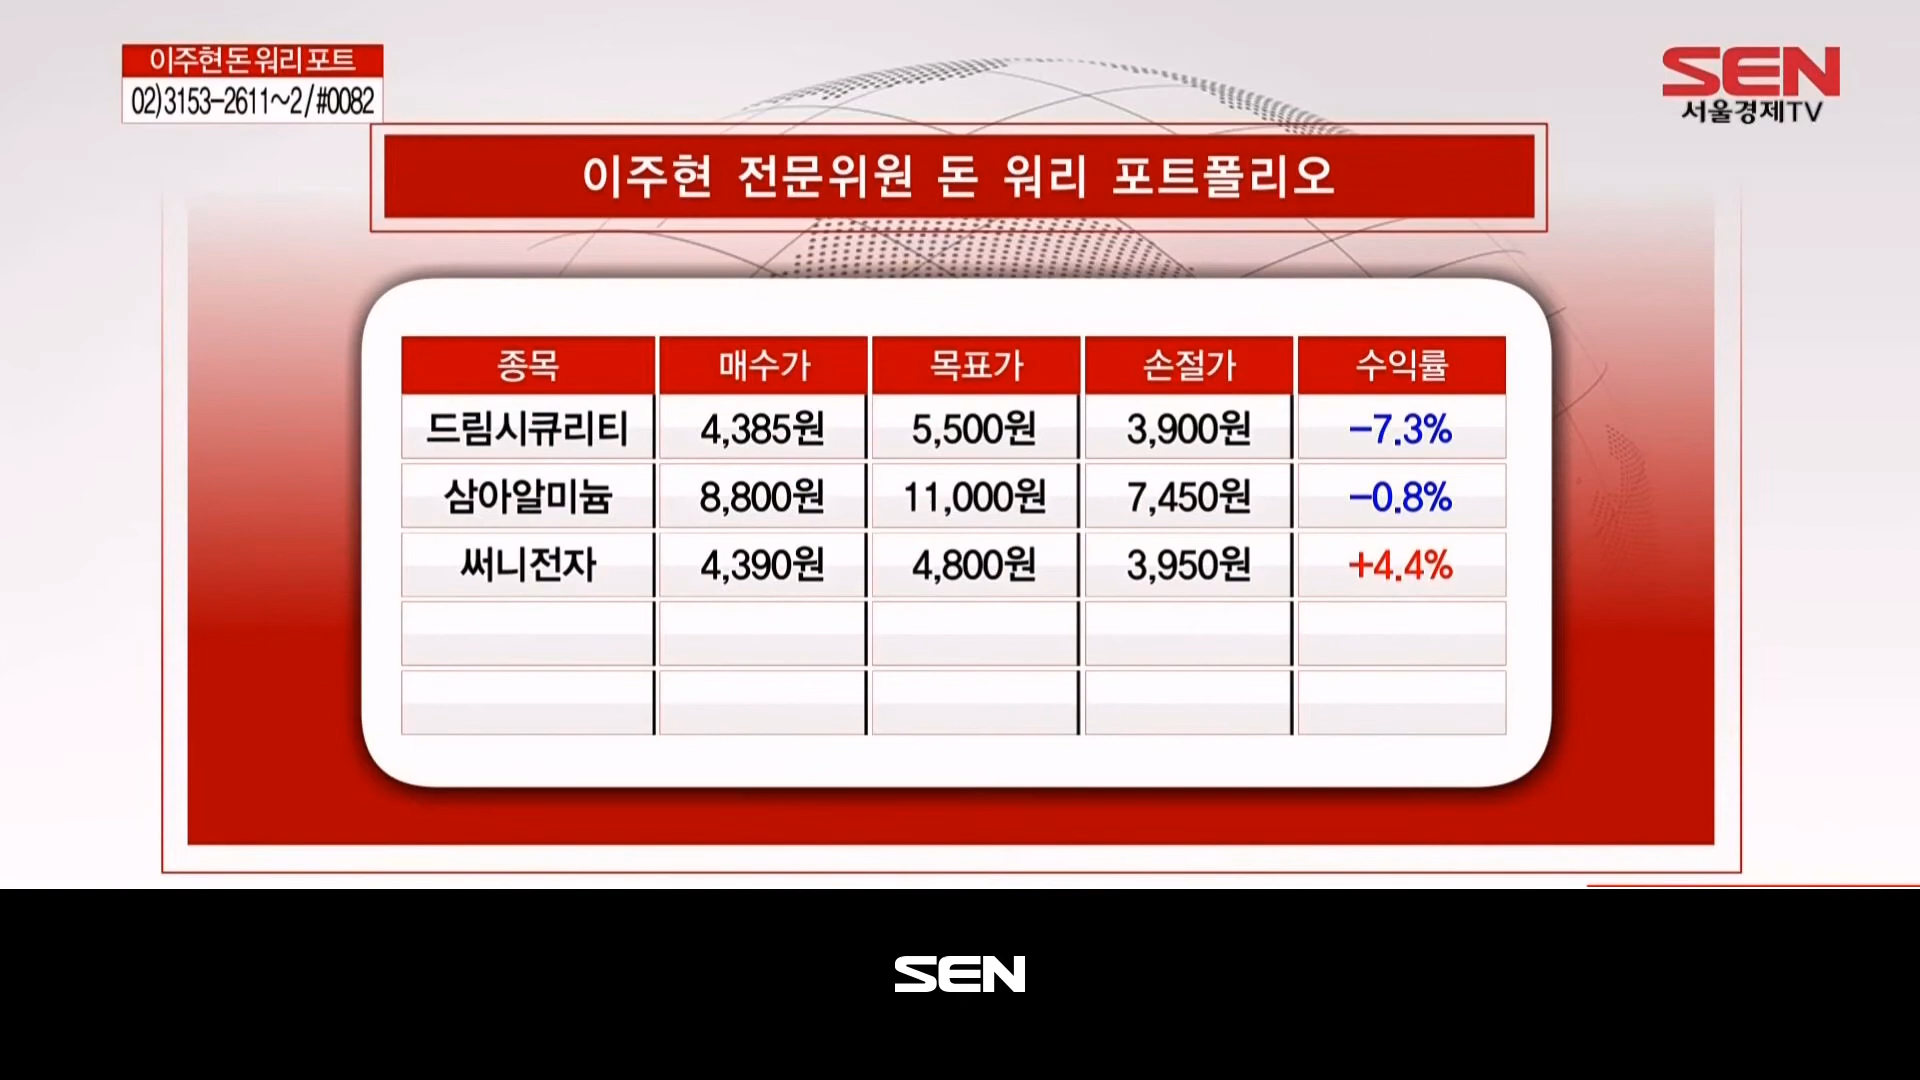 이주현 돈 워리 포트
02)3153-2611~2/#0082
SEN
서울경제TV
이주현 전문위원 돈 워리 포트폴리오
종목 매수가 목표가 손절가 수익률
드림시큐리티 4,385원 5,500원 3,900원 -7.3%
삼아알미늄 8,800원 11,000원 7,450원 -0.8%
써니전자 4,390원 4,800원 3,950원 +4.4%
SEN